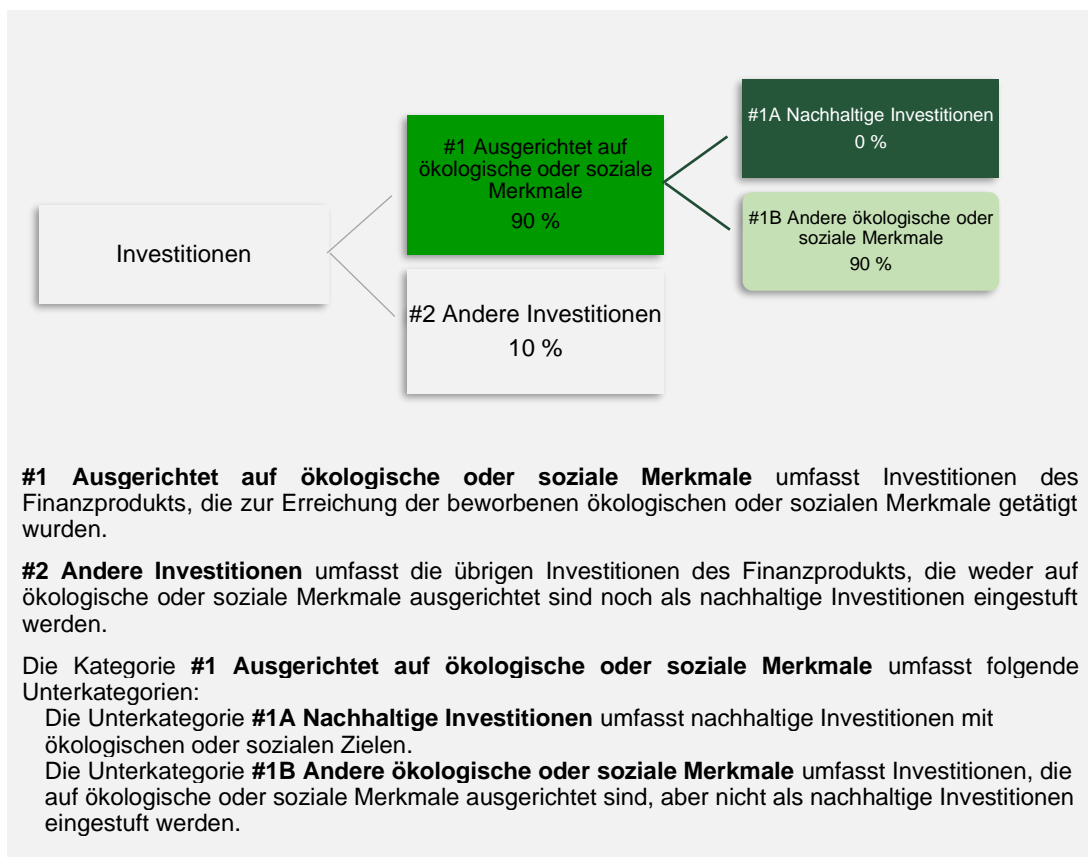 #1A Nachhaltige Investitionen
0 %
#1 Ausgerichtet auf
ökologische oder soziale
Merkmale
90 %
#1B Andere ökologische oder
soziale Merkmale
90 %
Investitionen
#2 Andere Investitionen
10 %
#1 Ausgerichtet auf ökologische oder soziale Merkmale umfasst Investitionen des
Finanzprodukts, die zur Erreichung der beworbenen ökologischen oder sozialen Merkmale getätigt
wurden.
#2 Andere Investitionen umfasst die übrigen Investitionen des Finanzprodukts, die weder auf
ökologische oder soziale Merkmale ausgerichtet sind noch als nachhaltige Investitionen eingestuft
werden.
Die Kategorie #1 Ausgerichtet auf ökologische oder soziale Merkmale umfasst folgende
Unterkategorien:
Die Unterkategorie #1A Nachhaltige Investitionen umfasst nachhaltige Investitionen mit
ökologischen oder sozialen Zielen.
Die Unterkategorie #1B Andere ökologische oder soziale Merkmale umfasst Investitionen, die
auf ökologische oder soziale Merkmale ausgerichtet sind, aber nicht als nachhaltige Investitionen
eingestuft werden.